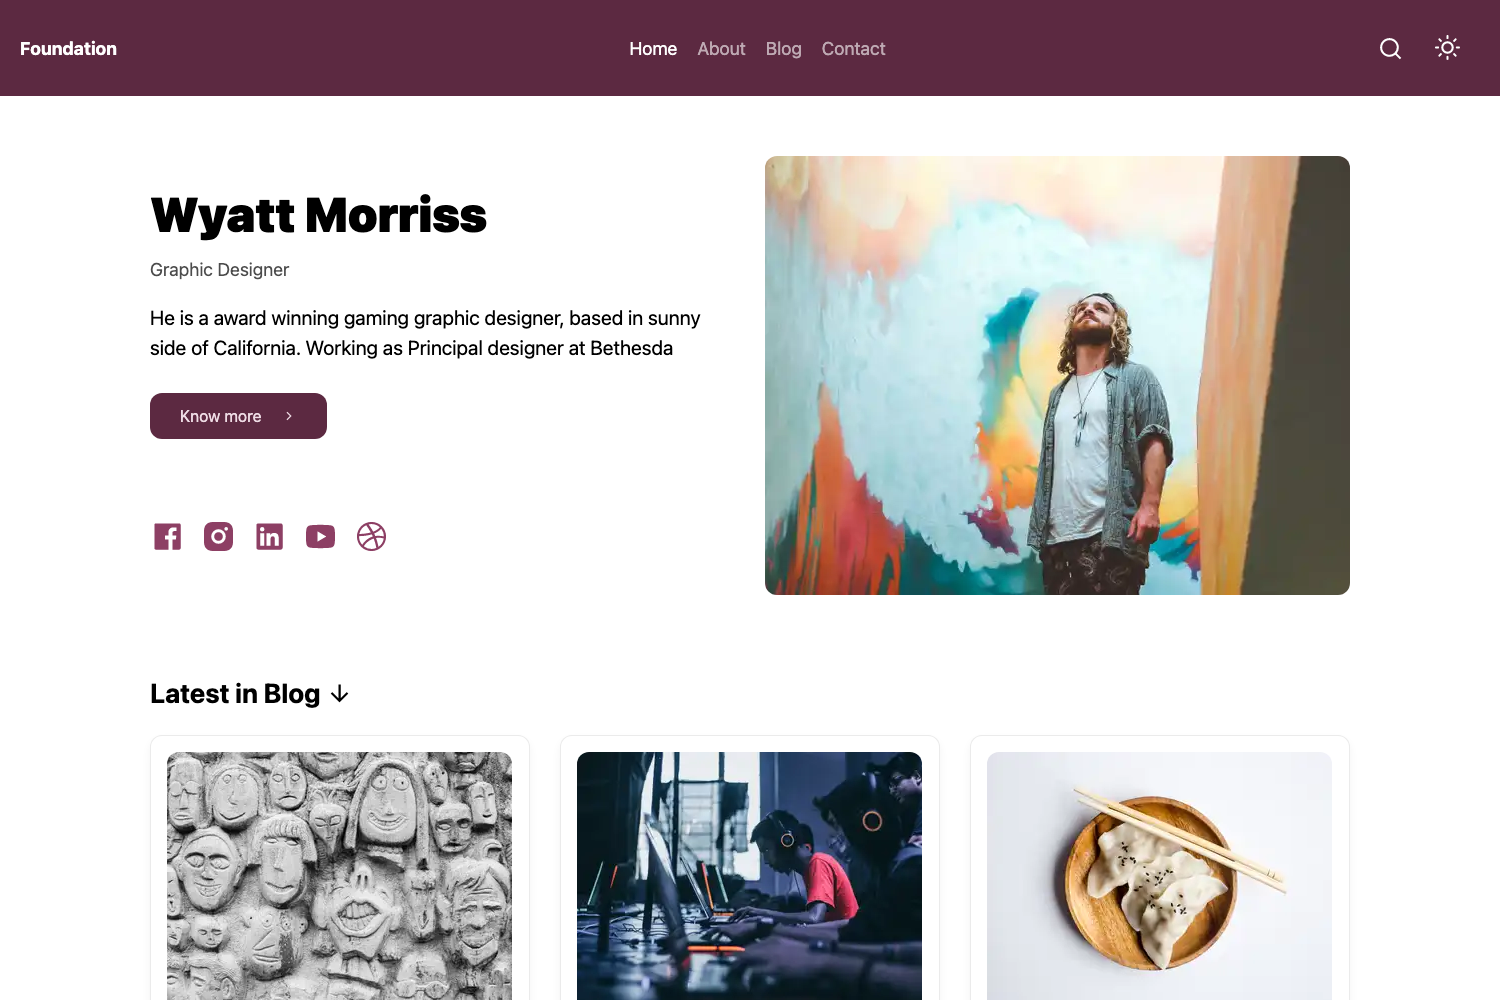 Foundation
Home About Blog Contact
Wyatt Morriss
Graphic Designer
He is a award winning gaming graphic designer, based in sunny
side of California. Working as Principal designer at Bethesda
Know more
Latest in Blog